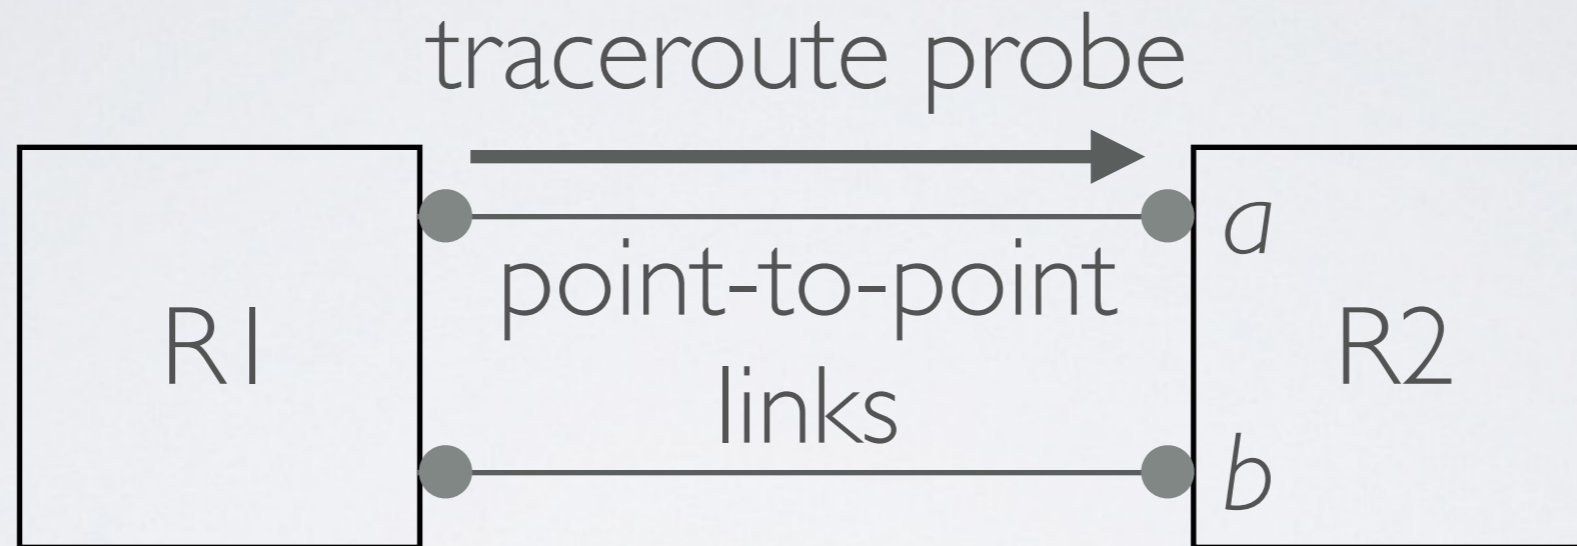 traceroute probe
a
point-to-point
R1
R2
links
b